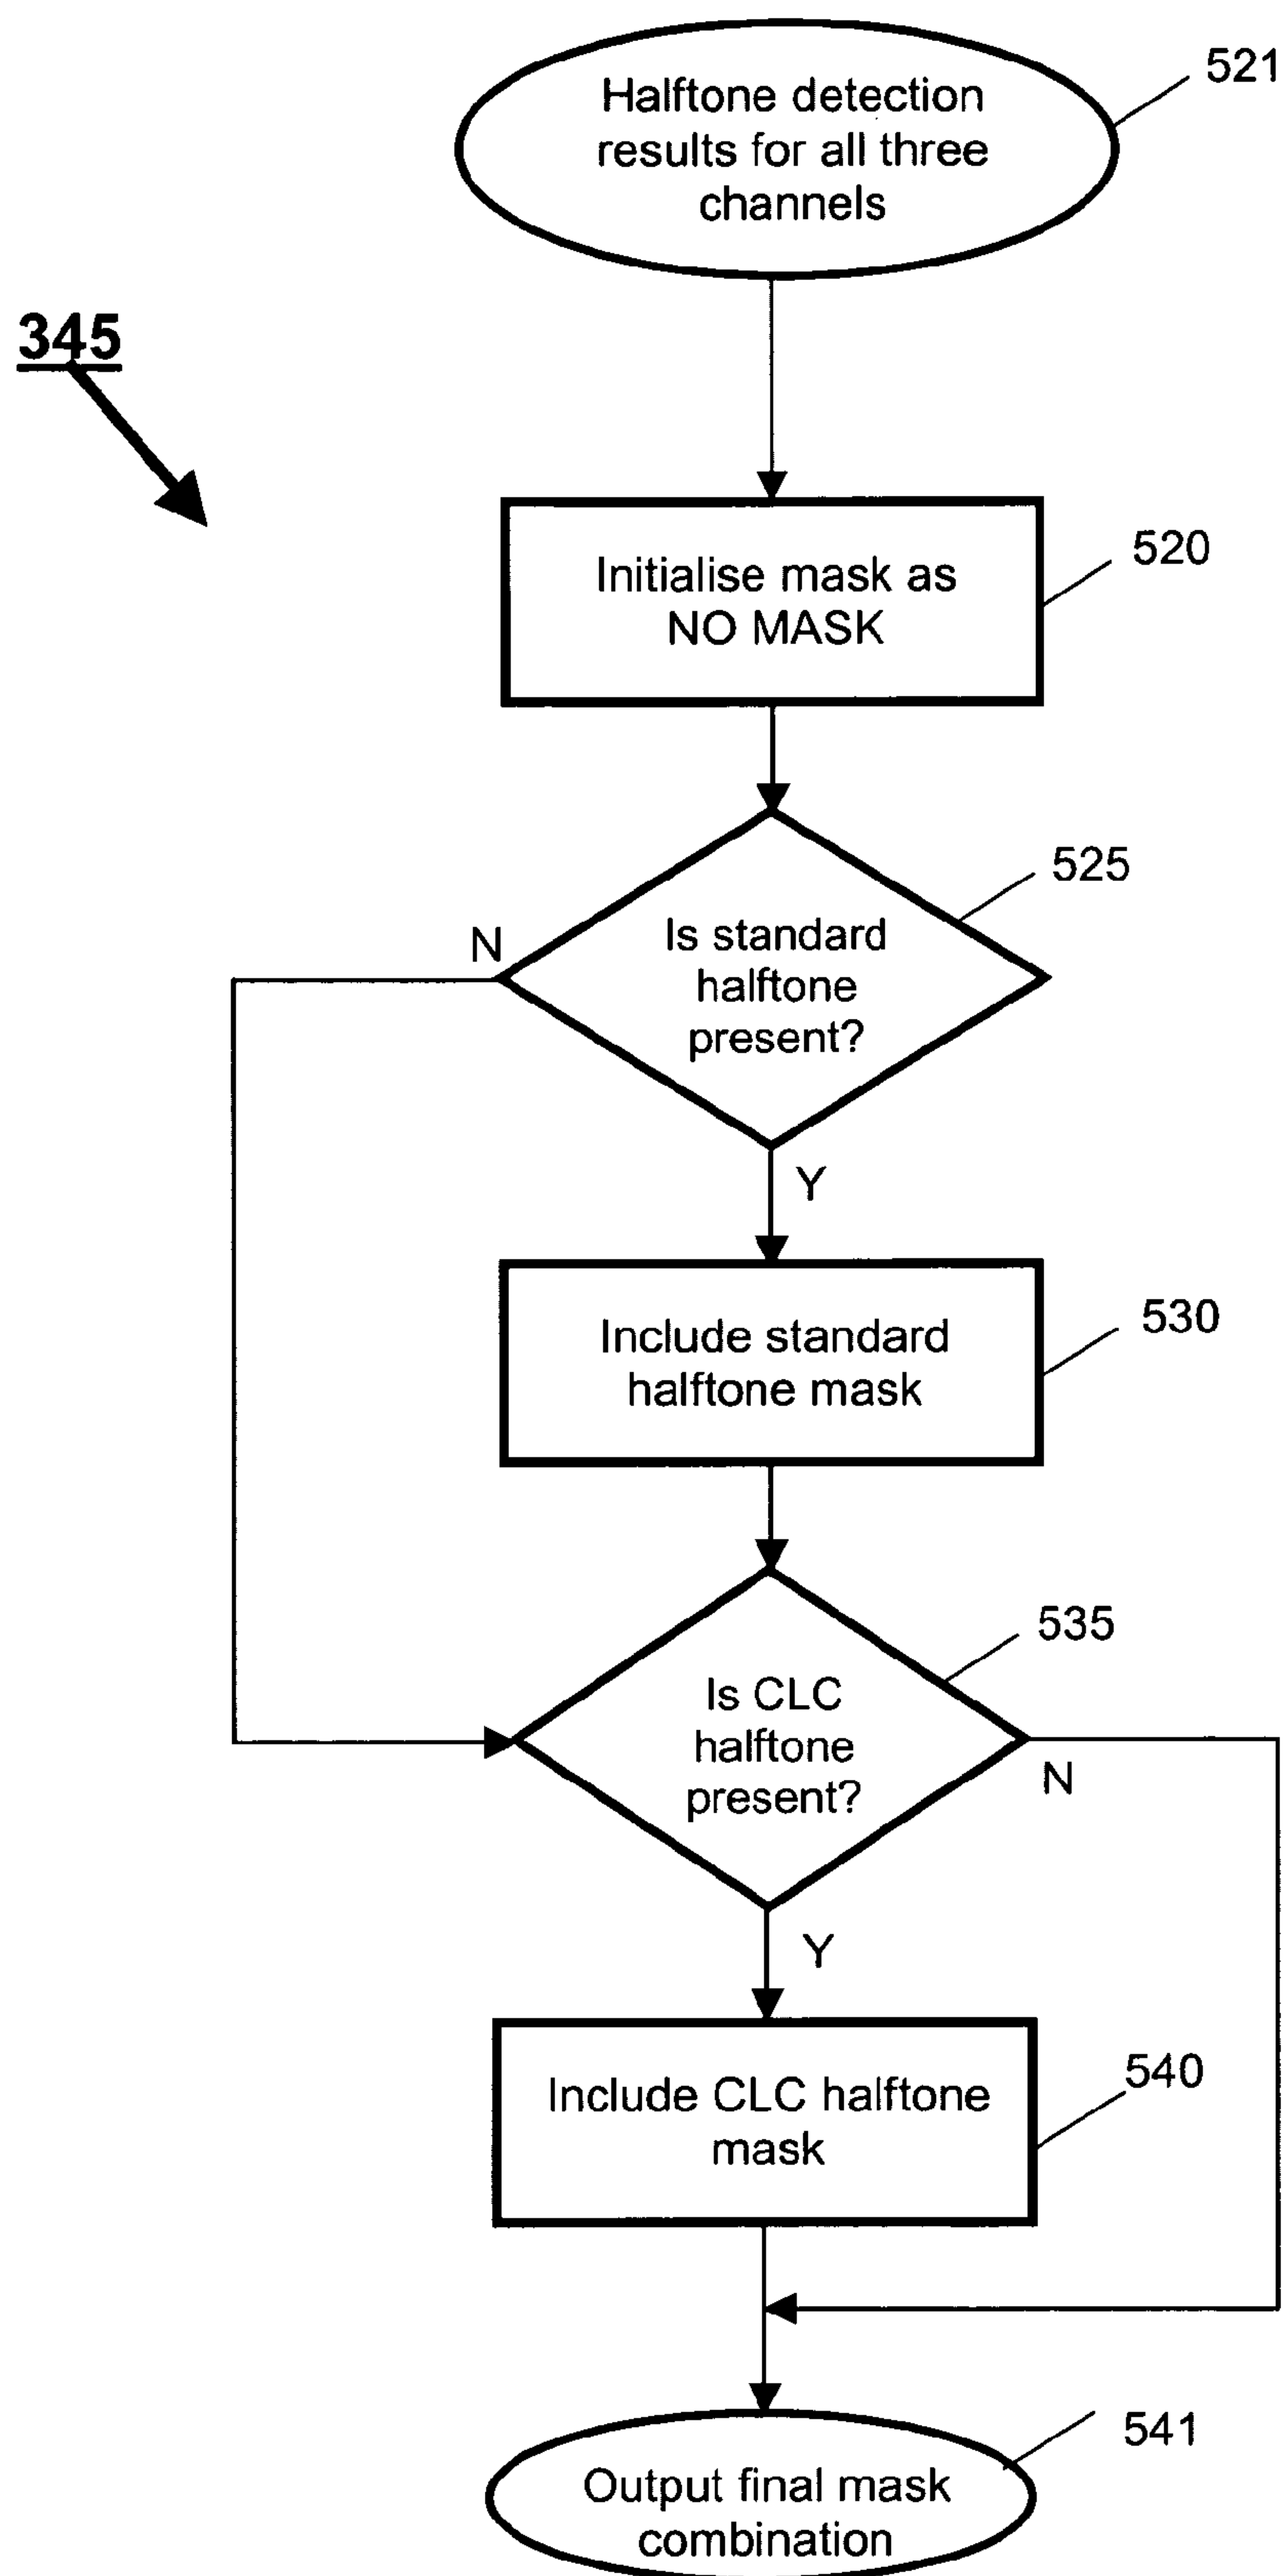 Halftone detection
results for all three
channels
521
345
Initialise mask as
NO MASK
520
525
N
Is standard
halftone
present?
Y
Include standard
halftone mask
530
535
Is CLC
halftone
present?
N
Y
Include CLC halftone
mask
540
541
Output final mask
combination